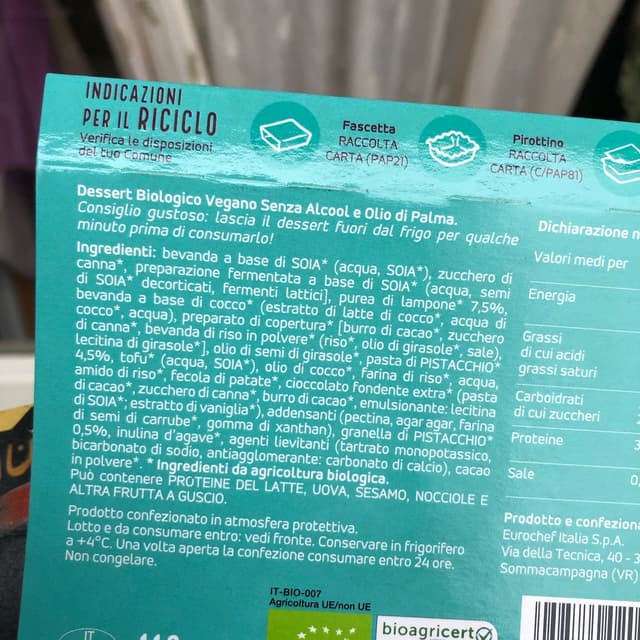 INDICAZIONI
PER IL RICICLO
Verifica le disposizioni
del tuo Comune
Fascetta
RACCOLTA
CARTA (PAP21)
Pirottino
RACCOLTA
CARTA (C/PAP81)
Dessert Biologico Vegano Senza Alcool e Olio di Palma.
Consiglio gustoso: lascia il dessert fuori dal frigo per qualche
minuto prima di consumarlo!
Ingredienti: bevanda a base di SOIA* (acqua, SOIA*), zucchero di
canna*, preparazione fermentata a base di SOIA* (acqua, semi
di SOIA* decorticati, fermenti lattici), purea di lampone* 7,5%,
bevanda a base di cocco* (estratto di latte di cocco*, acqua di
cocco*, acqua), preparato di copertura* [burro di cacao*, zucchero
di canna*, bevanda di riso in polvere* (riso*, olio di girasole*, sale),
lecitina di girasole*], olio di semi di girasole*, pasta di PISTACCHIO*
4,5%, tofu* (acqua, SOIA*), olio di cocco*, farina di riso*, acqua,
amido di riso*, fecola di patate*, cioccolato fondente extra* (pasta
di cacao*, zucchero di canna*, burro di cacao*, emulsionante: lecitina
di SOIA*; estratto di vaniglia*), addensanti (pectina, agar agar, farina
di semi di carrube*, gomma di xanthan), granella di PISTACCHIO*
0,5%, inulina d'agave*, agenti lievitanti (tartrato monopotassico,
bicarbonato di sodio, antiagglomerante: carbonato di calcio), cacao
in polvere*. * Ingredienti da agricoltura biologica.
Può contenere PROTEINE DEL LATTE, UOVA, SESAMO, NOCCIOLE E
ALTRA FRUTTA A GUSCIO.
Prodotto confezionato in atmosfera protettiva.
Lotto e da consumare entro: vedi fronte. Conservare in frigorifero
a +4°C. Una volta aperta la confezione consumare entro 24 ore.
Non congelare.
IT-BIO-007
Agricoltura UE/non UE
bioagricert
IT
Dichiarazione
Valori medi per
Energia
Grassi
di cui acidi
grassi saturi
Carboidrati
di cui zuccheri
Proteine
Sale
Prodotto e
Eurochef Italia S.p.A.
Via della Tecnica, 40 -
Sommacampagna (VR)